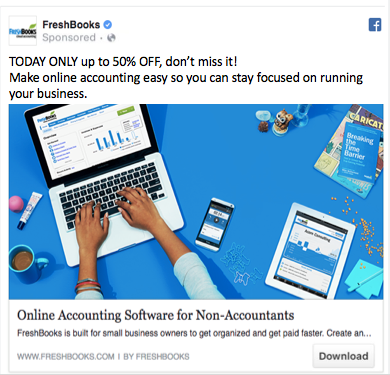 FreshBooks
Sponsored ·
TODAY ONLY up to 50% OFF, don't miss it!
Make online accounting easy so you can stay focused on running
your business.
FreshBooks
CARICAT
Breaking
the
Time
Barrier
Online Accounting Software for Non-Accountants
FreshBooks is built for small business owners to get organized and get paid faster. Create an...
WWW.FRESHBOOKS.COM | BY FRESHBOOKS
Download